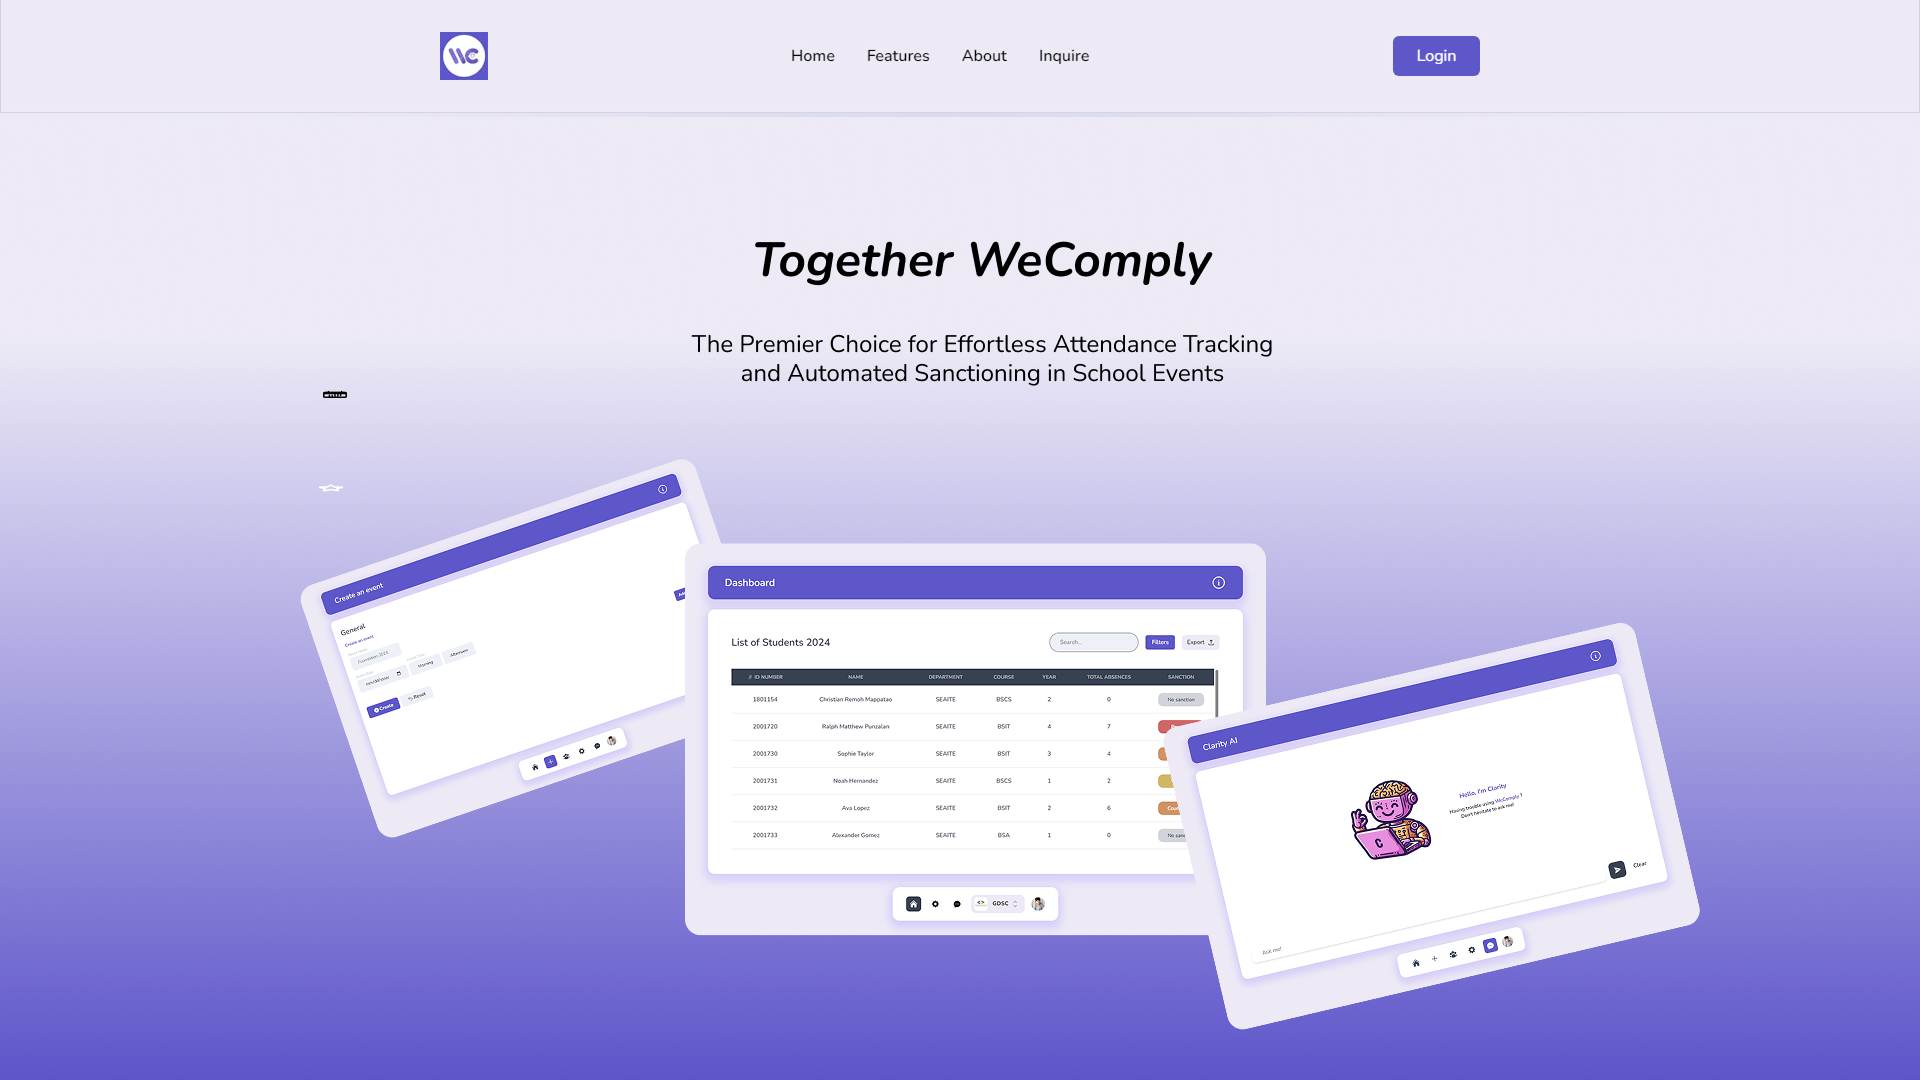 WC
Home
Features
About
Inquire
Login
Together WeComply
The Premier Choice for Effortless Attendance Tracking
and Automated Sanctioning in School Events
Create an event
General
Create an event
Foundation 2024
mm/dd/yyyy
Morning
Afternoon
Create
Reset
Dashboard
List of Students 2024
Search...
Filters
Export
# ID NUMBER NAME DEPARTMENT COURSE YEAR TOTAL ABSENCES SANCTION
1801154 Christian Remoh Mappatao SEAITE BSCS 2 0 No sanction
2001720 Ralph Matthew Punzalan SEAITE BSIT 4 7
2001730 Sophie Taylor SEAITE BSIT 3 4
2001731 Noah Hernandez SEAITE BSCS 1 2
2001732 Ava Lopez SEAITE BSIT 2 6
2001733 Alexander Gomez SEAITE BSA 1 0 No
GDSC
Clarity AI
Hello, I'm Clarity
Having trouble using WeComply ?
Don't hesitate to ask me!
C
Clear
Ask me!